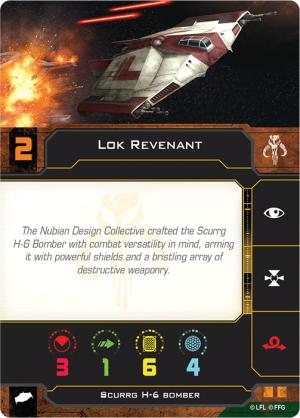 2
Lok Revenant
The Nubian Design Collective crafted the Scurrg
H-6 Bomber with combat versatility in mind, arming
it with powerful shields and a bristling array of
destructive weaponry.
3 1 6 4
Scurrg H-6 bomber
© LFL © FFG